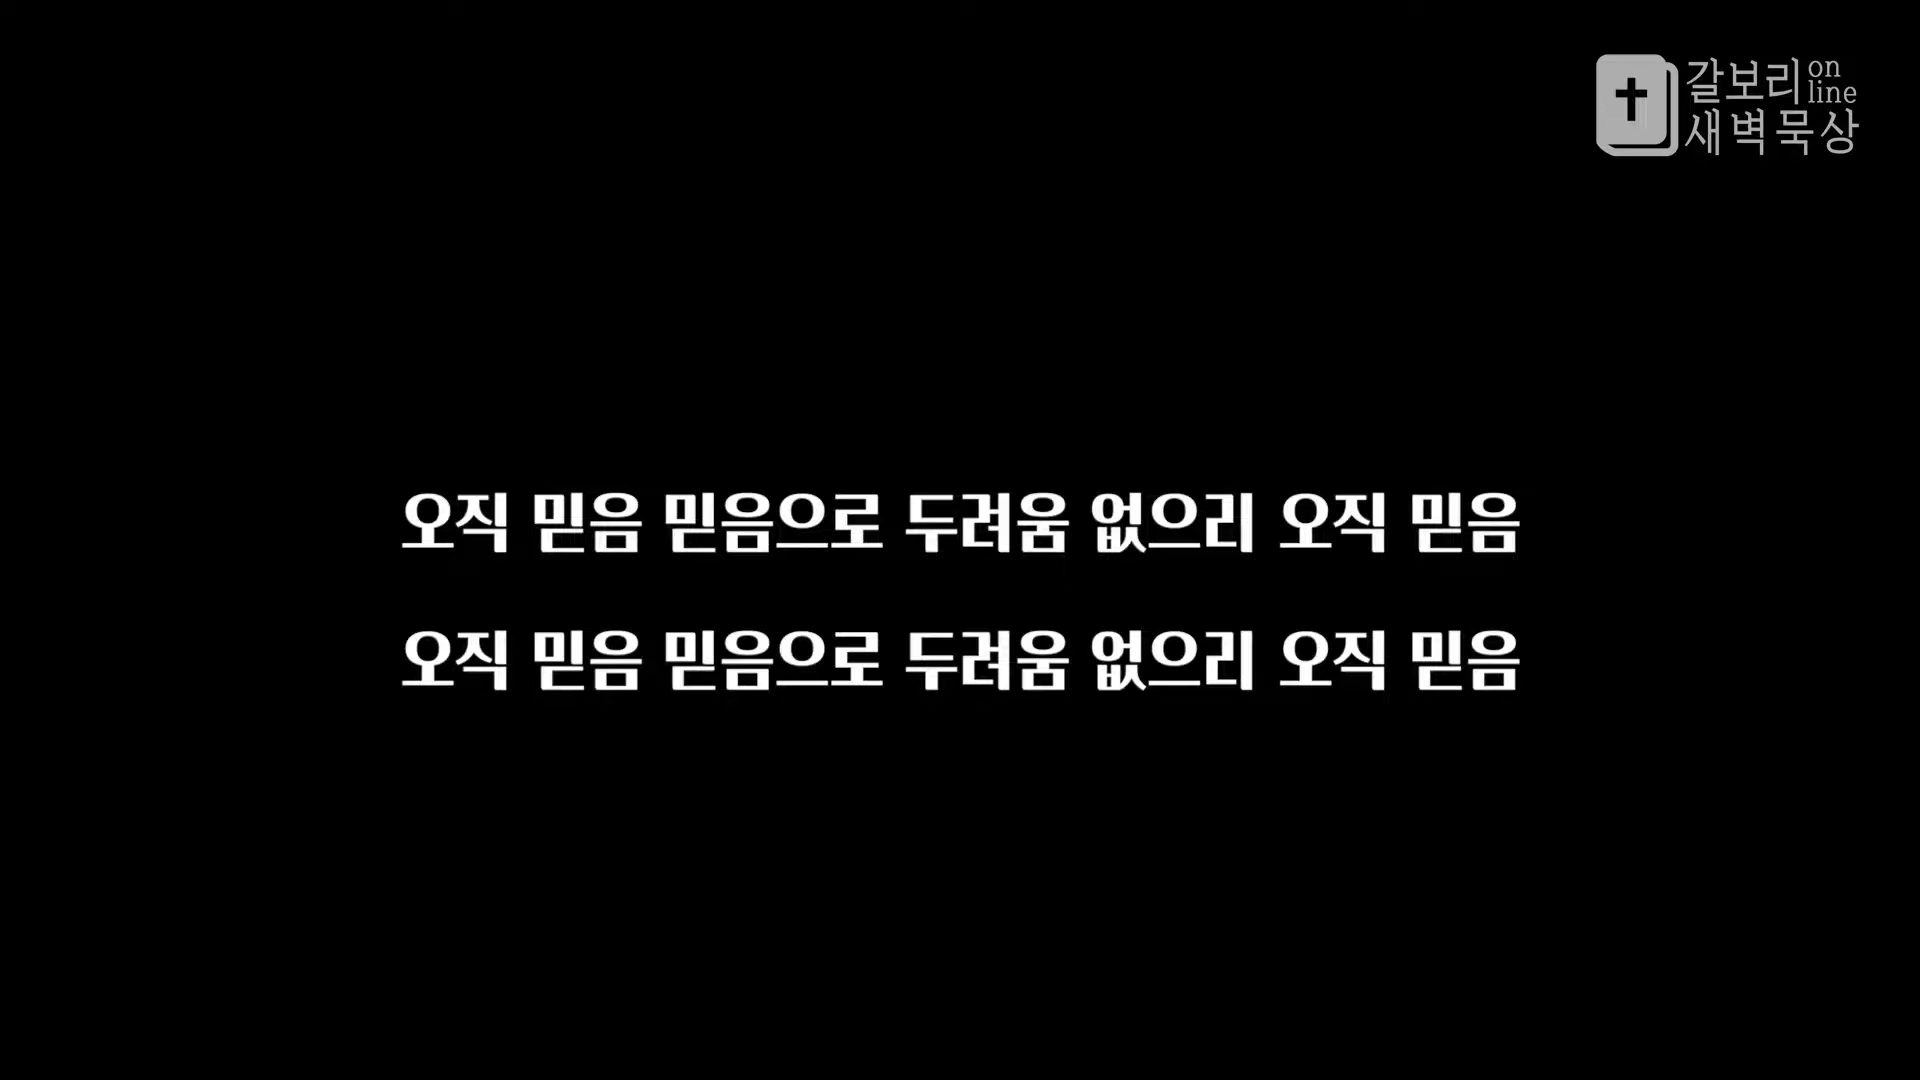 갈보리 on line
새벽묵상
오직 믿음 믿음으로 두려움 없으리 오직 믿음
오직 믿음 믿음으로 두려움 없으리 오직 믿음